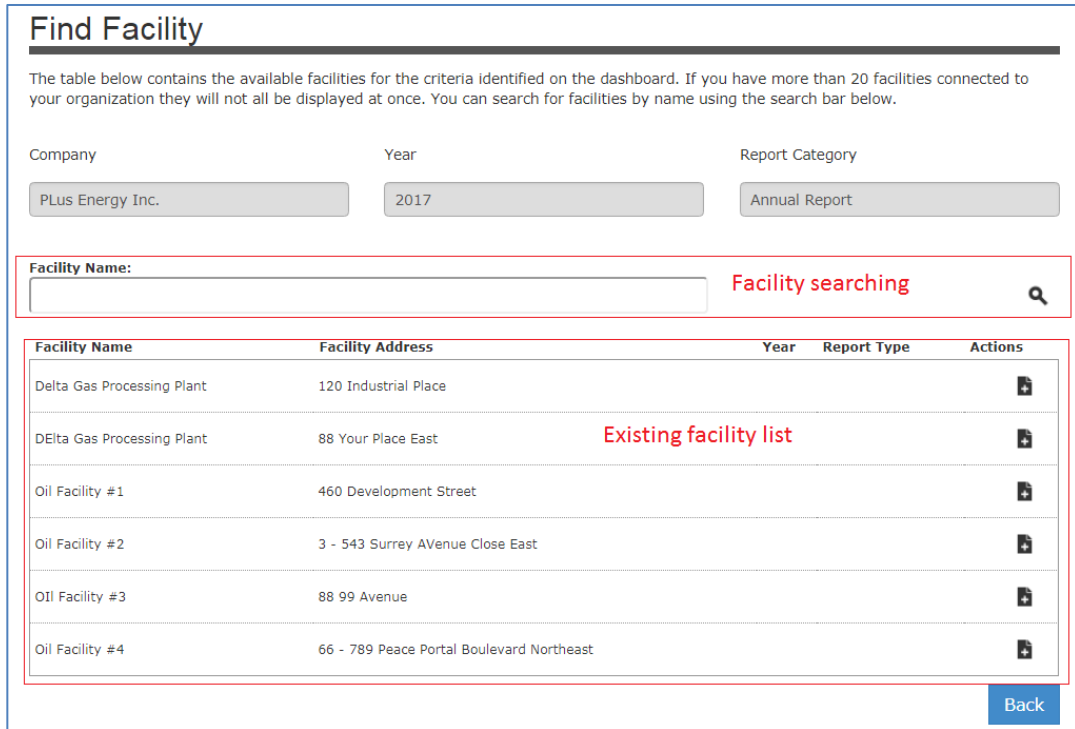 Find Facility
The table below contains the available facilities for the criteria identified on the dashboard. If you have more than 20 facilities connected to
your organization they will not all be displayed at once. You can search for facilities by name using the search bar below.
Company Year Report Category
PLus Energy Inc. 2017 Annual Report
Facility Name:
Facility searching
Facility Name Facility Address Year Report Type Actions
Delta Gas Processing Plant 120 Industrial Place
DElta Gas Processing Plant 88 Your Place East
Existing facility list
Oil Facility #1 460 Development Street
Oil Facility #2 3 - 543 Surrey AVenue Close East
OIl Facility #3 88 99 Avenue
Oil Facility #4 66 - 789 Peace Portal Boulevard Northeast
Back